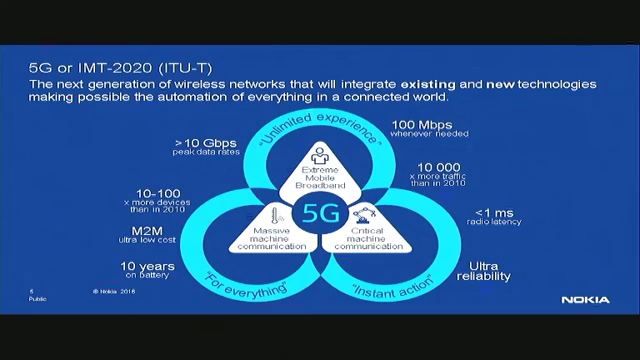 5G or IMT-2020 (ITU-T)
The next generation of wireless networks that will integrate existing and new technologies
making possible the automation of everything in a connected world.
"Unlimited experience"
>10 Gbps
peak data rates
100 Mbps
whenever needed
Extreme
Mobile
Broadband
10 000
x more traffic
than in 2010
10-100
x more devices
than in 2010
5G
<1 ms
radio latency
M2M
ultra low cost
Massive
machine
communication
Critical
machine
communication
10 years
on battery
Ultra
reliability
"For everything"
"Instant action"
5
© Nokia 2016
Public
NOKIA